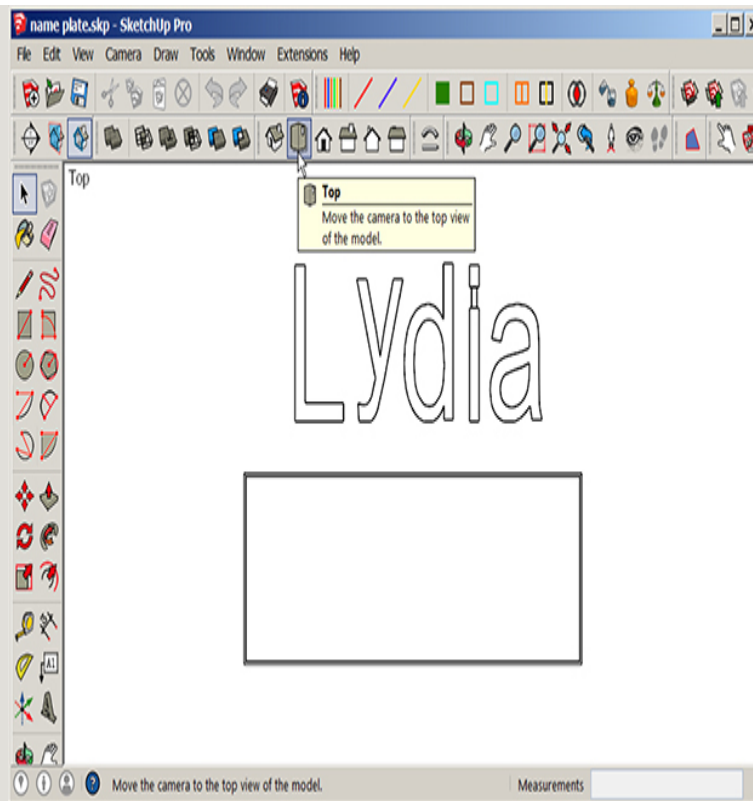 name plate.skp - SketchUp Pro
File Edit View Camera Draw Tools Window Extensions Help
Top
Top
Move the camera to the top view
of the model.
Lydia
A1
Move the camera to the top view of the model.
Measurements